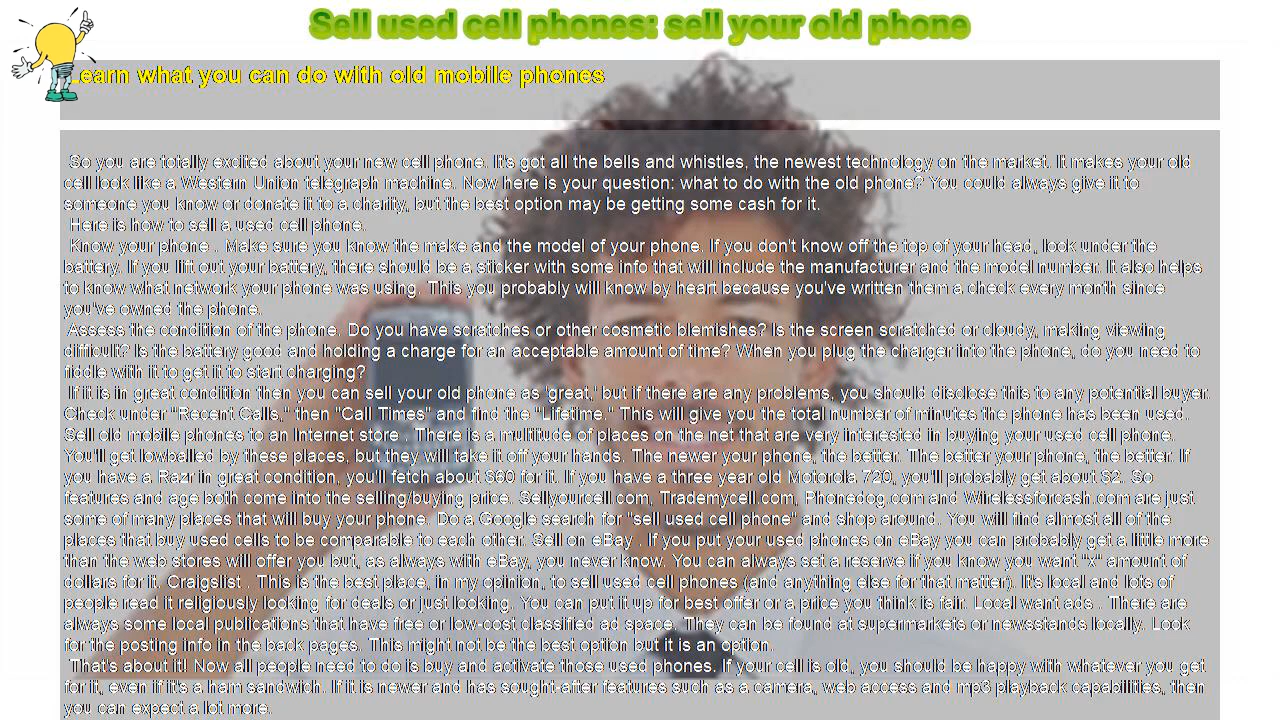 Sell used cell phones: sell your old phone
Learn what you can do with old mobile phones
So you are totally excited about your new cell phone. It's got all the bells and whistles, the newest technology on the market. It makes your old
cell look like a Western Union telegraph machine. Now here is your question: what to do with the old phone? You could always give it to
someone you know or donate it to a charity, but the best option may be getting some cash for it.
Here is how to sell a used cell phone.
Know your phone . Make sure you know the make and the model of your phone. If you don't know off the top of your head, look under the
battery. If you lift out your battery, there should be a sticker with some info that will include the manufacturer and the model number. It also helps
to know what network your phone was using. This you probably will know by heart because you've written them a check every month since
you've owned the phone.
Assess the condition of the phone. Do you have scratches or other cosmetic blemishes? Is the screen scratched or cloudy, making viewing
difficult? Is the battery good and holding a charge for an acceptable amount of time? When you plug the charger into the phone, do you need to
fiddle with it to get it to start charging?
If it is in great condition then you can sell your old phone as 'great,' but if there are any problems, you should disclose this to any potential buyer.
Check under "Recent Calls," then "Call Times" and find the "Lifetime." This will give you the total number of minutes the phone has been used.
Sell old mobile phones to an Internet store . There is a multitude of places on the net that are very interested in buying your used cell phone.
You'll get lowballed by these places, but they will take it off your hands. The newer your phone, the better. The better your phone, the better. If
you have a Razr in great condition, you'll fetch about $60 for it. If you have a three year old Motorola 720, you'll probably get about $2. So
features and age both come into the selling/buying price. Sellyourcell.com, Trademycell.com, Phonedog.com and Wirelessforcash.com are just
some of many places that will buy your phone. Do a Google search for "sell used cell phone" and shop around. You will find almost all of the
places that buy used cells to be comparable to each other. Sell on eBay . If you put your used phones on eBay you can probably get a little more
than the web stores will offer you but, as always with eBay, you never know. You can always set a reserve if you know you want "x" amount of
dollars for it. Craigslist . This is the best place, in my opinion, to sell used cell phones (and anything else for that matter). It's local and lots of
people read it religiously looking for deals or just looking. You can put it up for best offer or a price you think is fair. Local want ads . There are
always some local publications that have free or low-cost classified ad space. They can be found at supermarkets or newsstands locally. Look
for the posting info in the back pages. This might not be the best option but it is an option.
That's about it! Now all people need to do is buy and activate those used phones. If your cell is old, you should be happy with whatever you get
for it, even if it's a ham sandwich. If it is newer and has sought-after features such as a camera, web access and mp3 playback capabilities, then
you can expect a lot more.